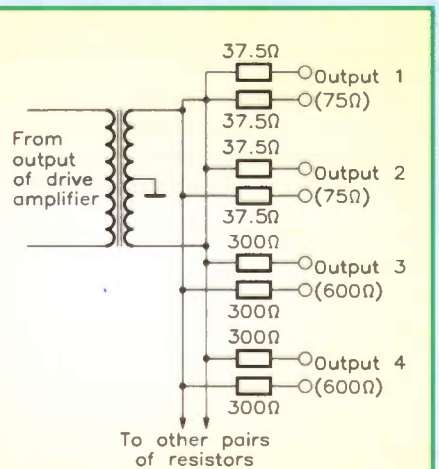 37.5Ω
Output 1
(75Ω)
37.5Ω
37.5Ω
Output 2
(75Ω)
37.5Ω
300Ω
Output 3
(600Ω)
300Ω
300Ω
Output 4
(600Ω)
300Ω
From
output
of drive
amplifier
To other pairs
of resistors